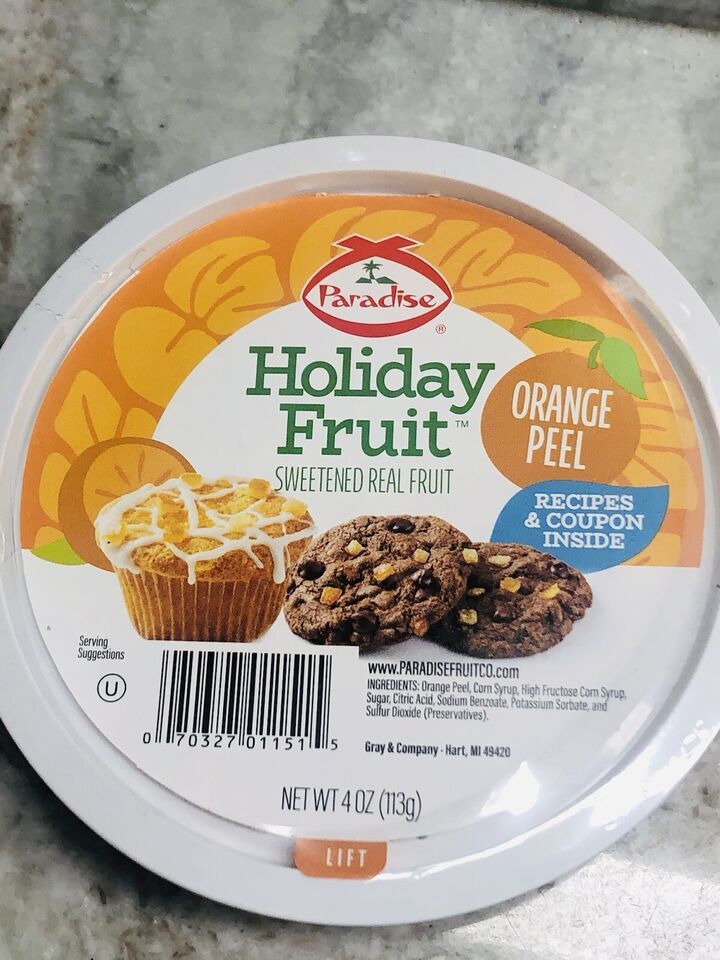 Paradise
®
Holiday
Fruit™
SWEETENED REAL FRUIT
ORANGE
PEEL
RECIPES
& COUPON
INSIDE
Serving
Suggestions
U
0 70327 01151 5
www.PARADISEFRUITCO.com
INGREDIENTS: Orange Peel, Corn Syrup, High Fructose Corn Syrup,
Sugar, Citric Acid, Sodium Benzoate, Potassium Sorbate, and
Sulfur Dioxide (Preservatives).
Gray & Company - Hart, MI 49420
NET WT 4 OZ (113g)
LIFT